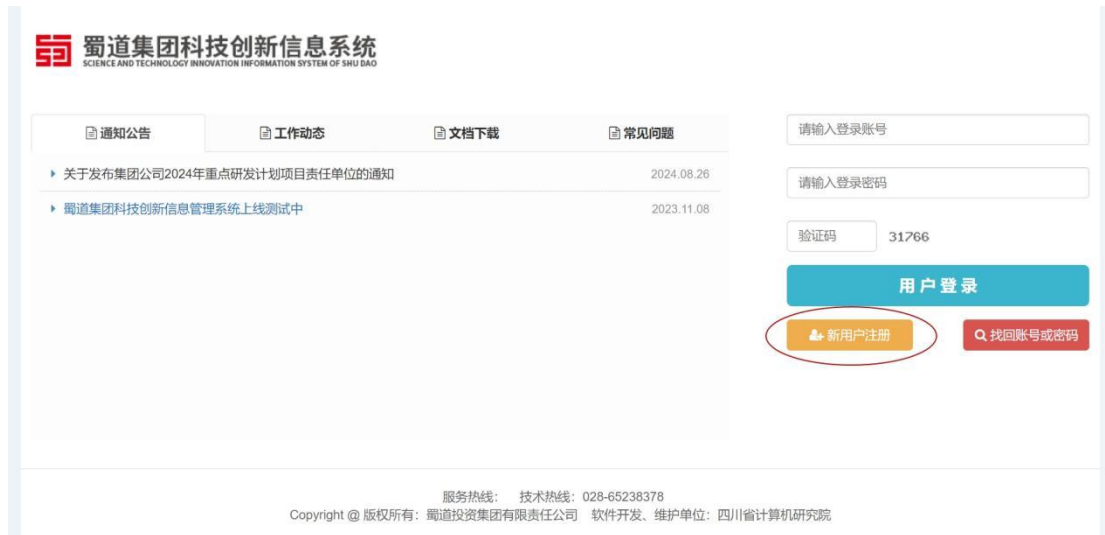 蜀道集团科技创新信息系统
SCIENCE AND TECHNOLOGY INNOVATION INFORMATION SYSTEM OF SHU DAO
通知公告 工作动态 文档下载 常见问题
关于发布集团公司2024年重点研发计划项目责任单位的通知 2024.08.26
蜀道集团科技创新信息管理系统上线测试中 2023.11.08
请输入登录账号
请输入登录密码
验证码 31766
用户登录
新用户注册 找回账号或密码
服务热线： 技术热线：028-65238378
Copyright @ 版权所有：蜀道投资集团有限责任公司 软件开发、维护单位：四川省计算机研究院